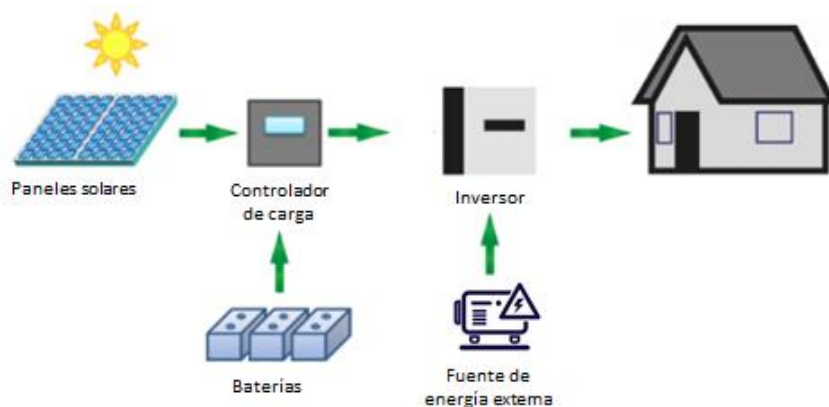 Paneles solares
Controlador
de carga
Inversor
Baterías
Fuente de
energía externa